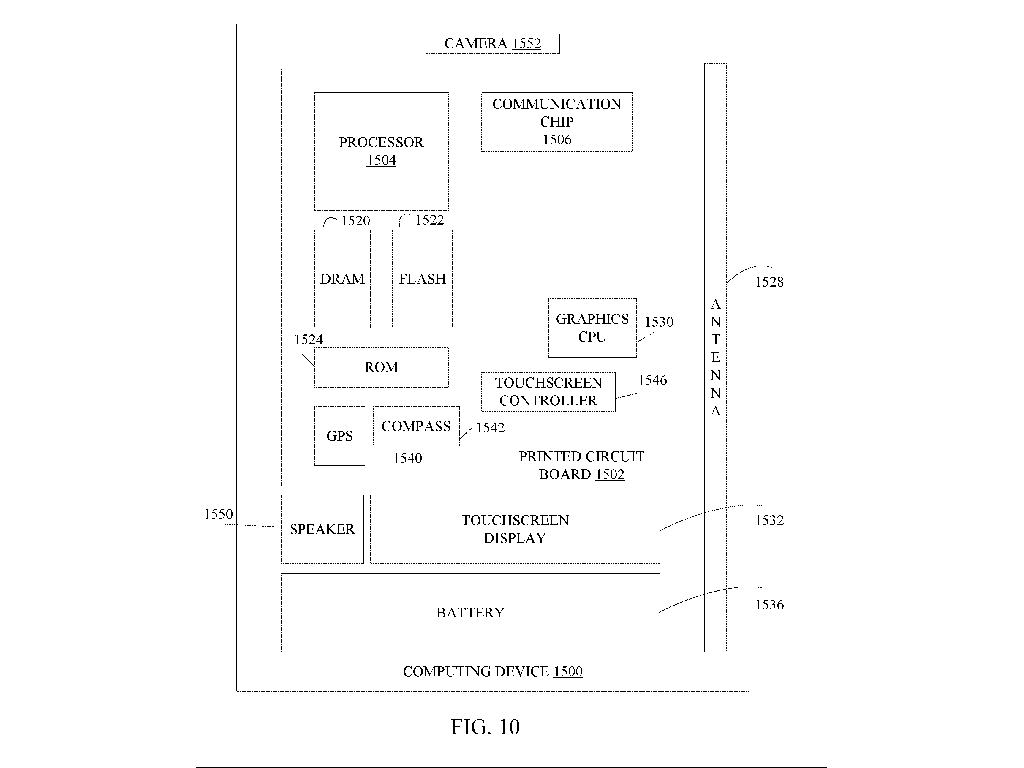 CAMERA 1552
COMMUNICATION
CHIP
1506
PROCESSOR
1504
1520
1522
DRAM
FLASH
1528
ANTENNA
GRAPHICS
CPU
1530
1524
ROM
TOUCHSCREEN
CONTROLLER
1546
GPS
COMPASS
1542
1540
PRINTED CIRCUIT
BOARD 1502
1550
SPEAKER
TOUCHSCREEN
DISPLAY
1532
BATTERY
1536
COMPUTING DEVICE 1500
FIG. 10